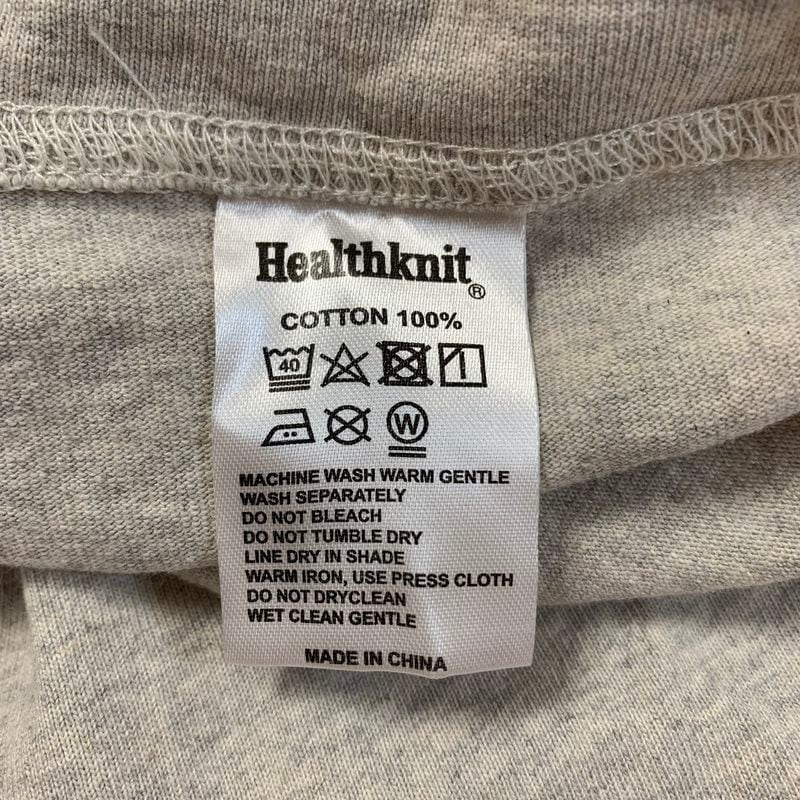 Healthknit®
COTTON 100%
40
W
MACHINE WASH WARM GENTLE
WASH SEPARATELY
DO NOT BLEACH
DO NOT TUMBLE DRY
LINE DRY IN SHADE
WARM IRON, USE PRESS CLOTH
DO NOT DRYCLEAN
WET CLEAN GENTLE
MADE IN CHINA